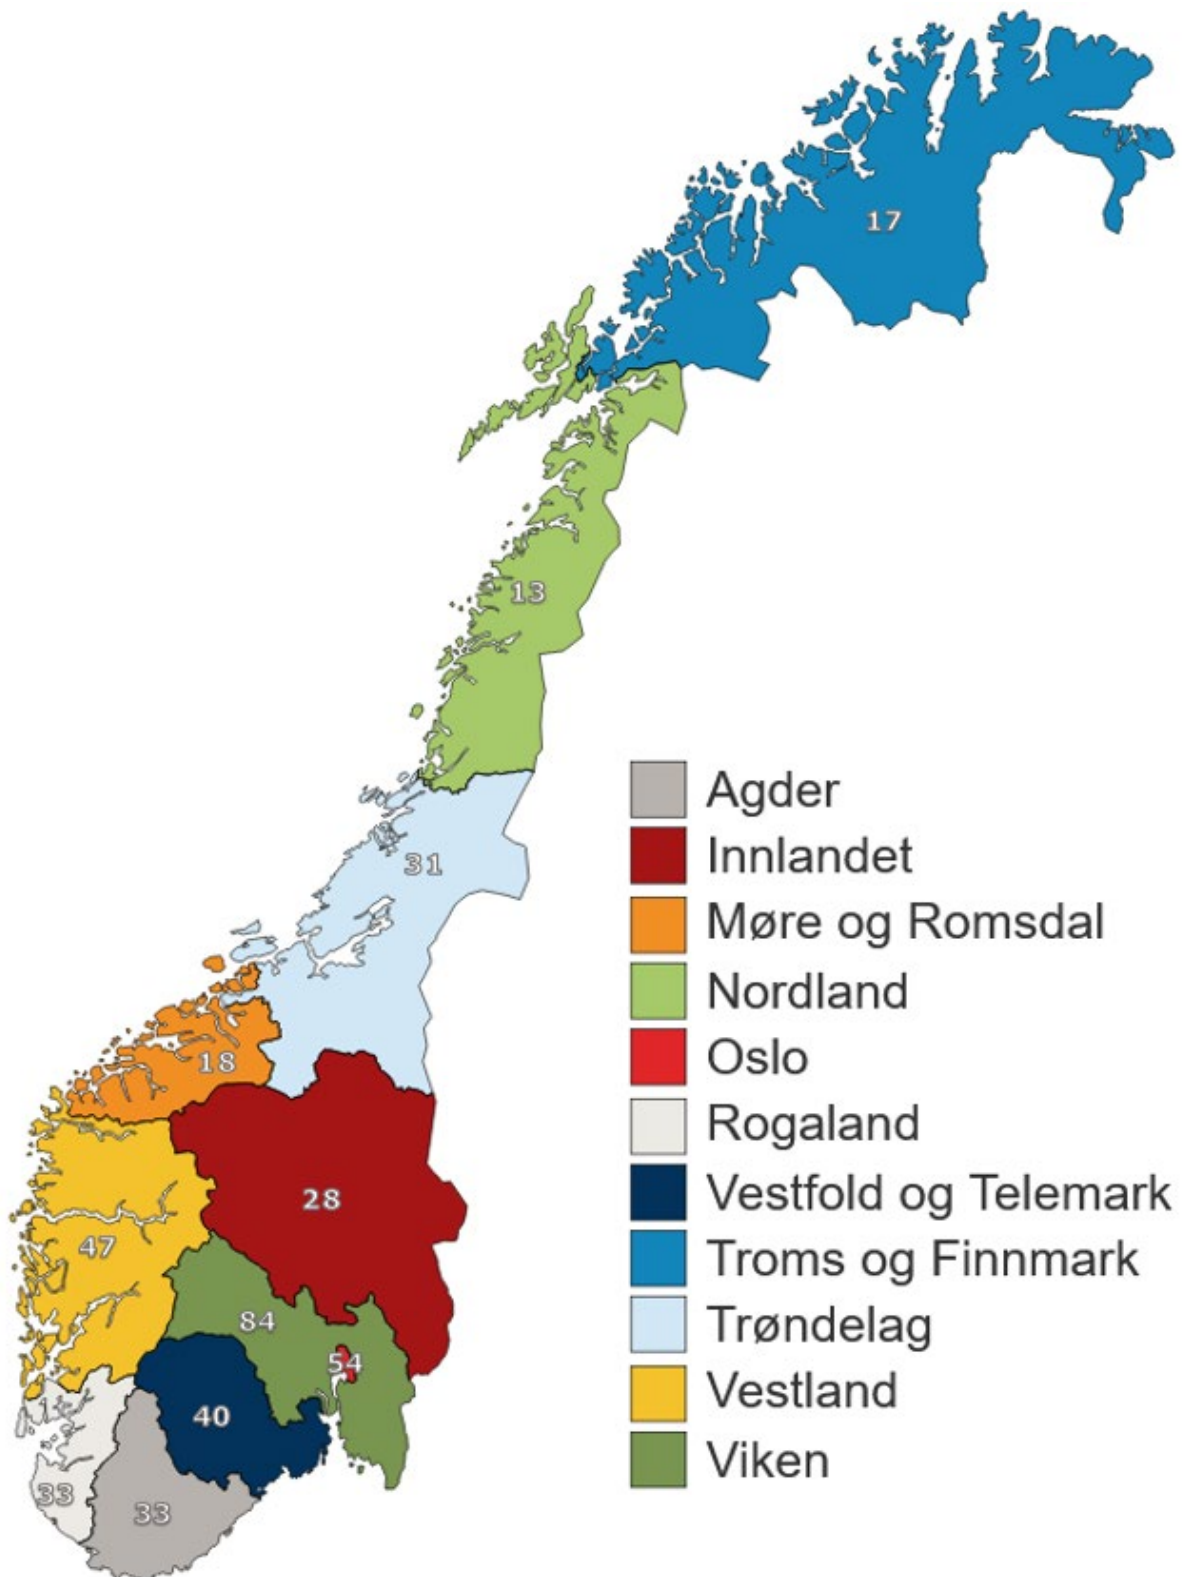 17
13
31
18
28
47
84
54
40
33
33
Agder
Innlandet
Møre og Romsdal
Nordland
Oslo
Rogaland
Vestfold og Telemark
Troms og Finnmark
Trøndelag
Vestland
Viken